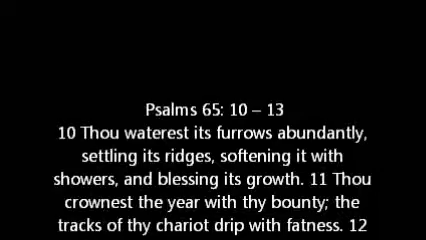 Psalms 65: 10 – 13
10 Thou waterest its furrows abundantly,
settling its ridges, softening it with
showers, and blessing its growth. 11 Thou
crownest the year with thy bounty; the
tracks of thy chariot drip with fatness. 12